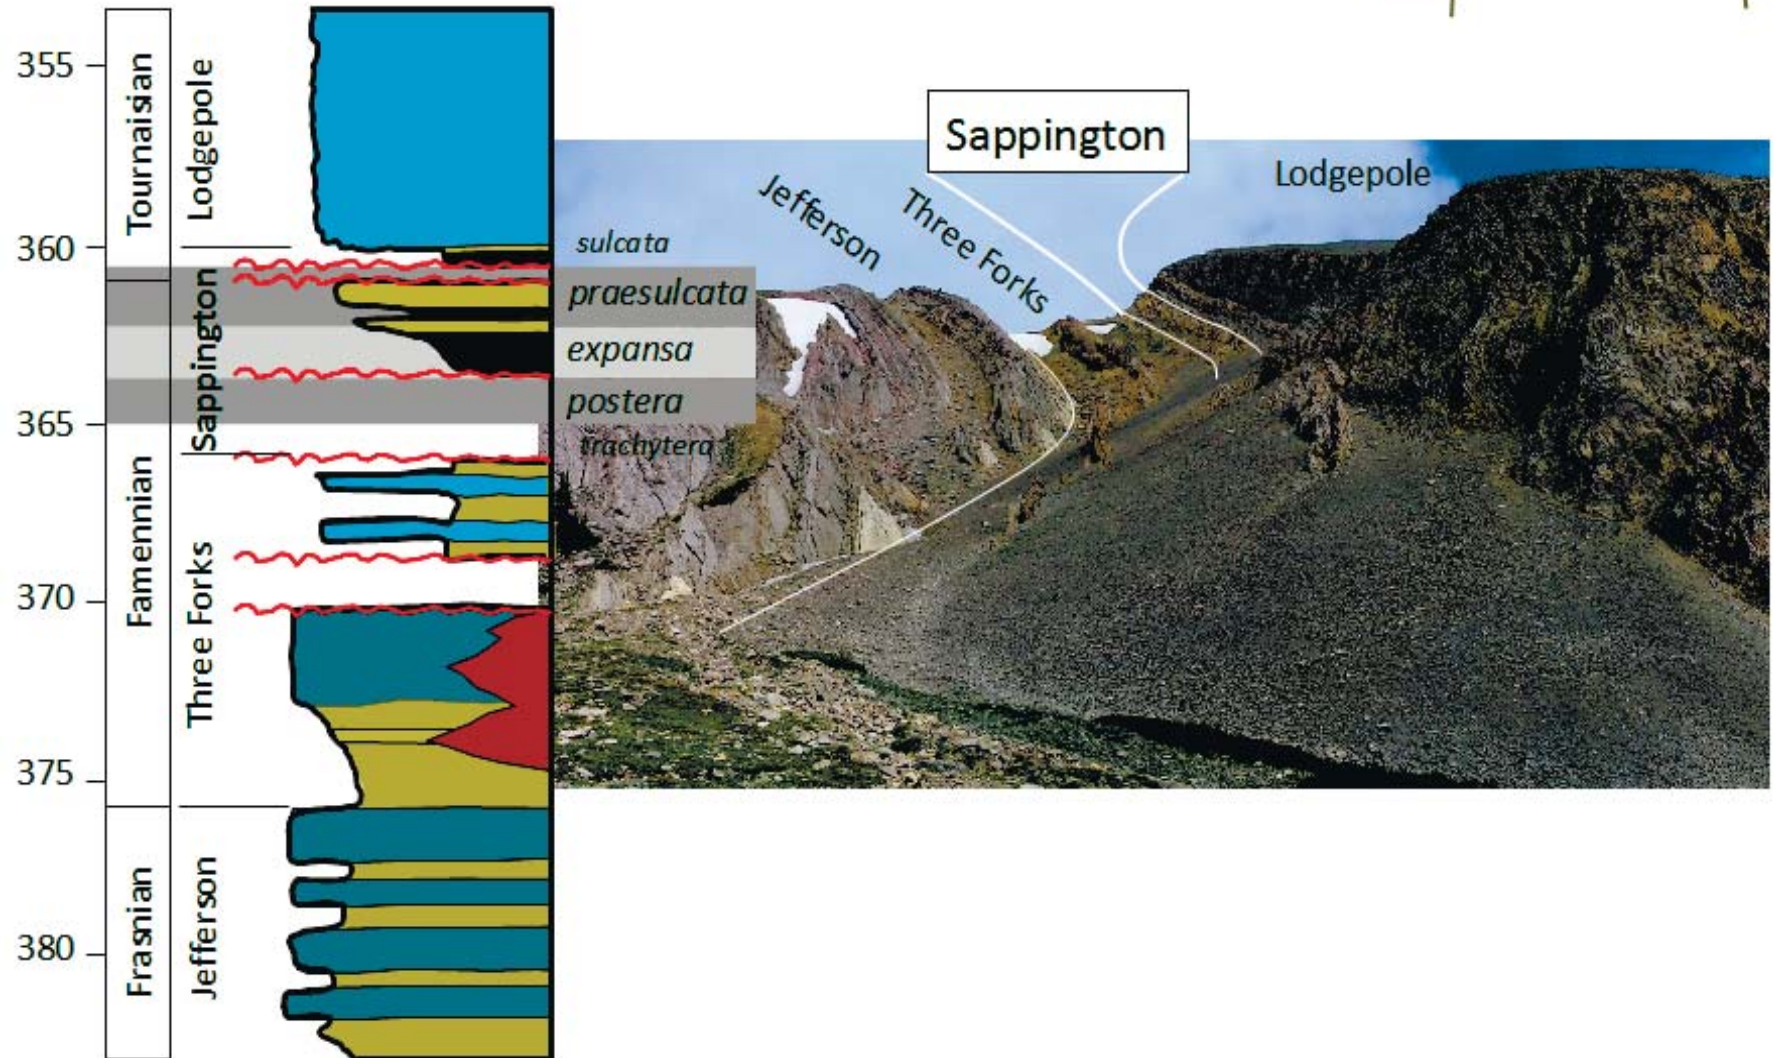 355
360
365
370
375
380
Tournaisian
Famennian
Frasnian
Lodgepole
Sappington
Three Forks
Jefferson
sulcata
praesulcata
expansa
postera
trachytera
Jefferson
Three Forks
Sappington
Lodgepole